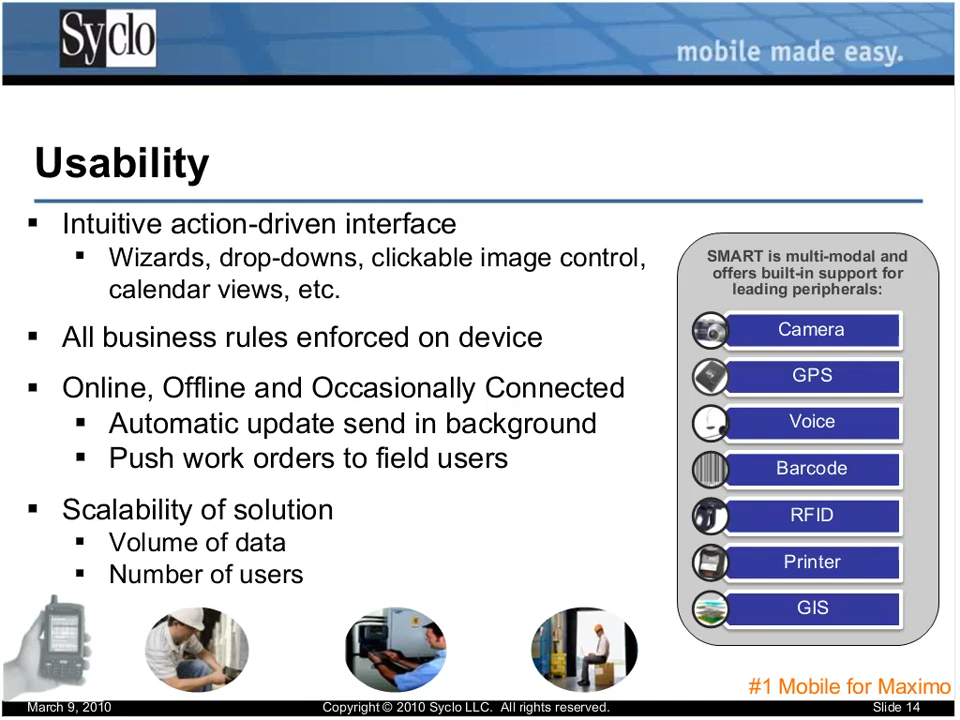 Syclo
mobile made easy.
Usability
Intuitive action-driven interface
Wizards, drop-downs, clickable image control,
calendar views, etc.
All business rules enforced on device
Online, Offline and Occasionally Connected
Automatic update send in background
Push work orders to field users
Scalability of solution
Volume of data
Number of users
SMART is multi-modal and
offers built-in support for
leading peripherals:
Camera
GPS
Voice
Barcode
RFID
Printer
GIS
#1 Mobile for Maximo
March 9, 2010
Copyright © 2010 Syclo LLC. All rights reserved.
Slide 14